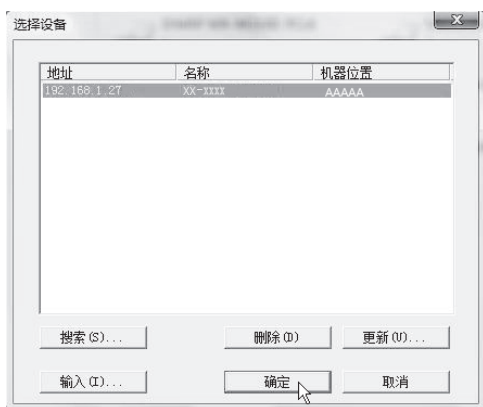 选择设备
地址 名称 机器位置
192.168.1.27 XX-XXXX AAAAA
搜索(S)... 删除(D) 更新(U)...
输入(I)... 确定 取消